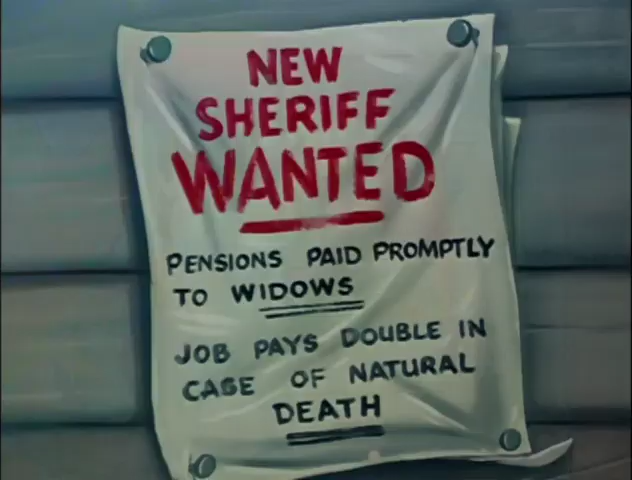 NEW
SHERIFF
WANTED
PENSIONS PAID PROMPTLY
TO WIDOWS
JOB PAYS DOUBLE IN
CASE OF NATURAL
DEATH